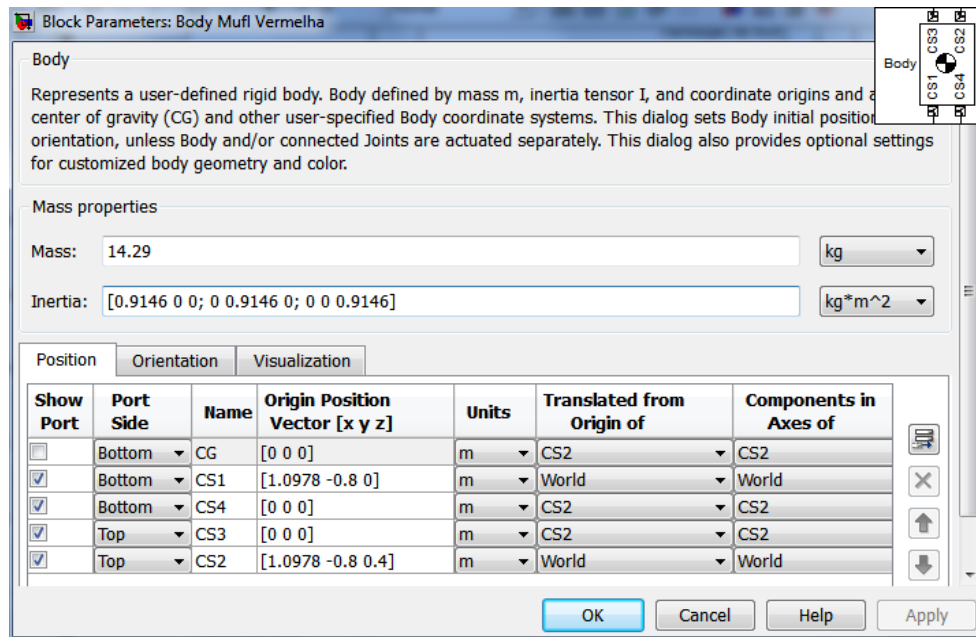 Block Parameters: Body Mufl Vermelha
Body
CS3 CS2
Body
CS1 CS4
Represents a user-defined rigid body. Body defined by mass m, inertia tensor I, and coordinate origins and a
center of gravity (CG) and other user-specified Body coordinate systems. This dialog sets Body initial position
orientation, unless Body and/or connected Joints are actuated separately. This dialog also provides optional settings
for customized body geometry and color.
Mass properties
Mass: 14.29 kg
Inertia: [0.9146 0 0; 0 0.9146 0; 0 0 0.9146] kg*m^2
Position Orientation Visualization
Show Port Port Side Name Origin Position Vector [x y z] Units Translated from Origin of Components in Axes of
Bottom CG [0 0 0] m CS2 CS2
Bottom CS1 [1.0978 -0.8 0] m World World
Bottom CS4 [0 0 0] m CS2 CS2
Top CS3 [0 0 0] m CS2 CS2
Top CS2 [1.0978 -0.8 0.4] m World World
OK Cancel Help Apply